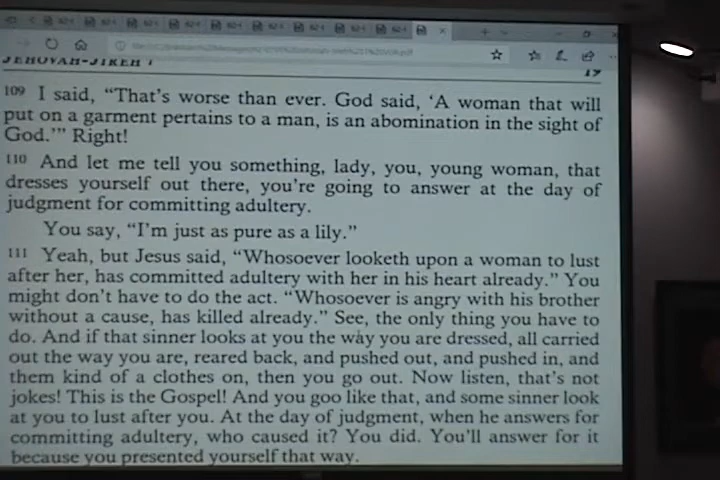 JEHOVAH-JIREH 1
17
109 I said, “That’s worse than ever. God said, ‘A woman that will
put on a garment pertains to a man, is an abomination in the sight of
God.’” Right!
110 And let me tell you something, lady, you, young woman, that
dresses yourself out there, you’re going to answer at the day of
judgment for committing adultery.
You say, “I’m just as pure as a lily.”
111 Yeah, but Jesus said, “Whosoever looketh upon a woman to lust
after her, has committed adultery with her in his heart already.” You
might don’t have to do the act. “Whosoever is angry with his brother
without a cause, has killed already.” See, the only thing you have to
do. And if that sinner looks at you the way you are dressed, all carried
out the way you are, reared back, and pushed out, and pushed in, and
them kind of a clothes on, then you go out. Now listen, that’s not
jokes! This is the Gospel! And you goo like that, and some sinner look
at you to lust after you. At the day of judgment, when he answers for
committing adultery, who caused it? You did. You’ll answer for it
because you presented yourself that way.